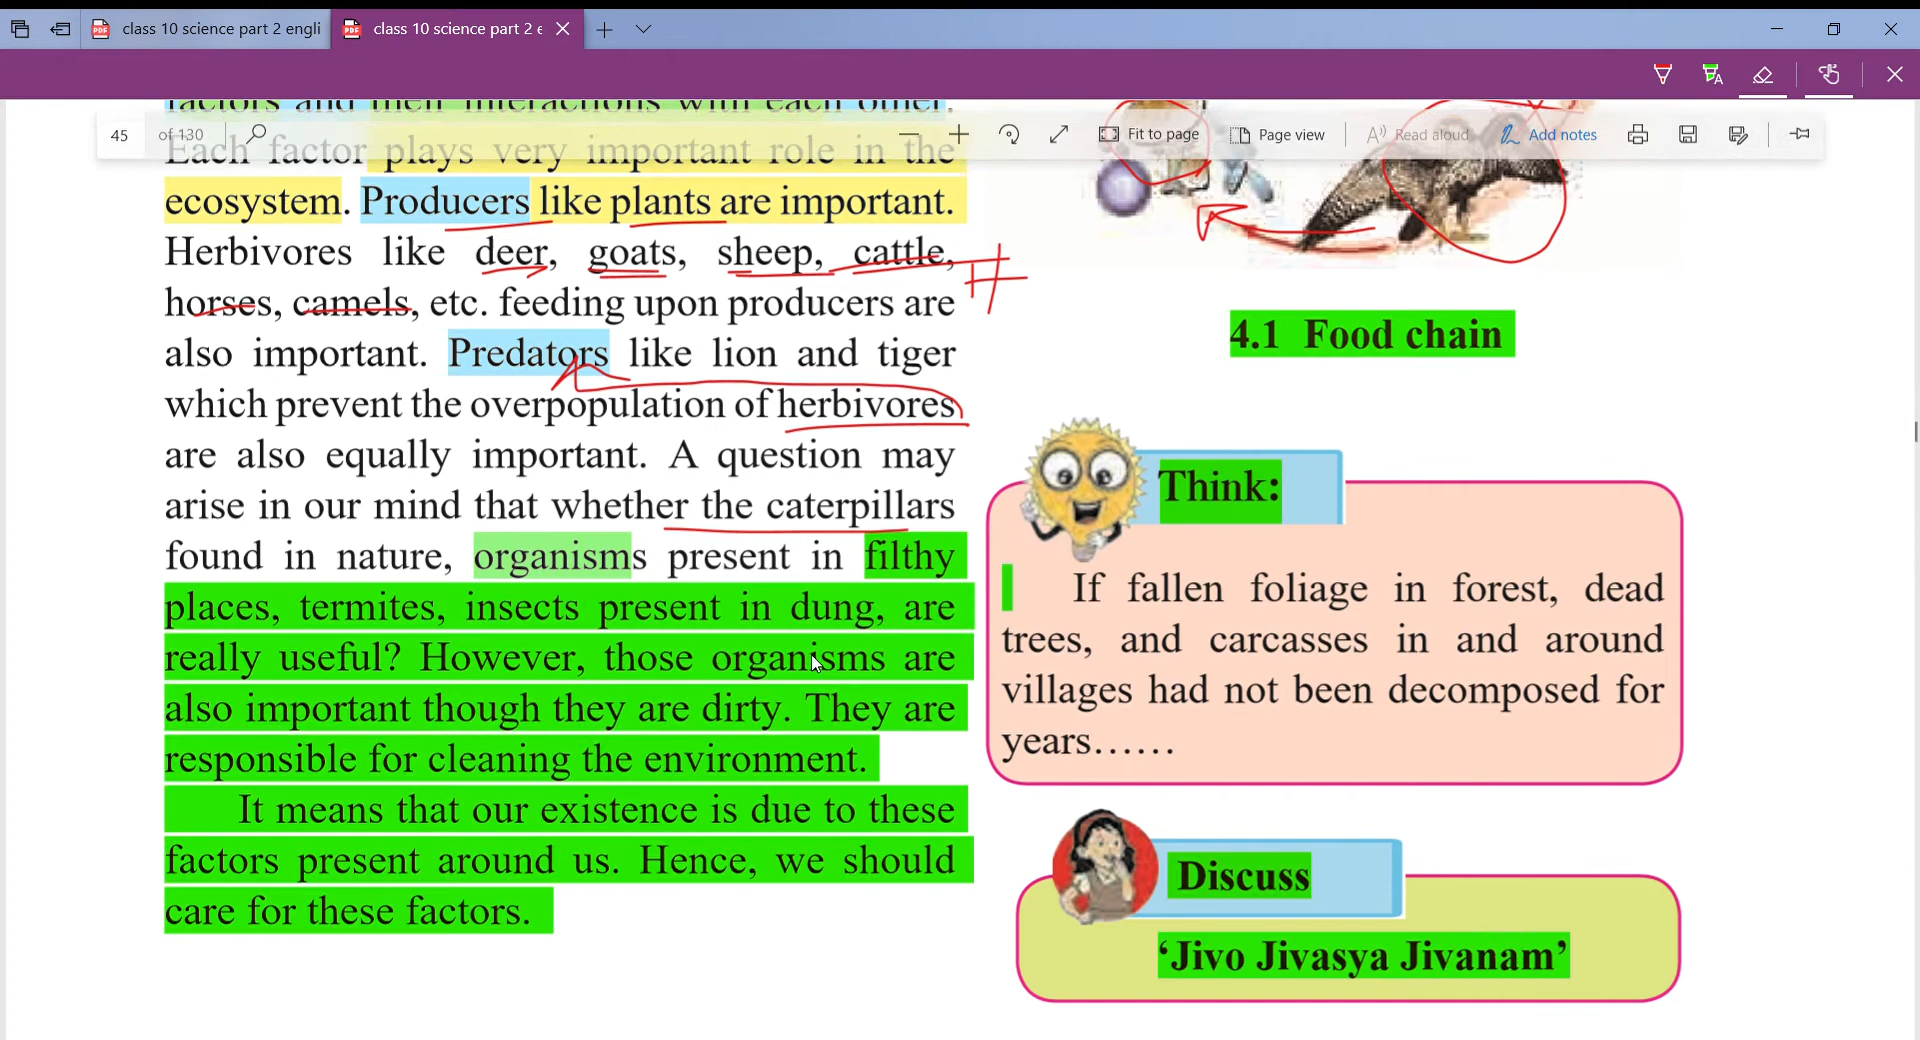 class 10 science part 2 engli
class 10 science part 2 e
45 of 130
Fit to page
Page view
Read aloud
Add notes
factors and their interactions with each other.
Each factor plays very important role in the
ecosystem. Producers like plants are important.
Herbivores like deer, goats, sheep, cattle,
horses, camels, etc. feeding upon producers are
also important. Predators like lion and tiger
which prevent the overpopulation of herbivores
are also equally important. A question may
arise in our mind that whether the caterpillars
found in nature, organisms present in filthy
places, termites, insects present in dung, are
really useful? However, those organisms are
also important though they are dirty. They are
responsible for cleaning the environment.
It means that our existence is due to these
factors present around us. Hence, we should
care for these factors.
4.1 Food chain
Think:
If fallen foliage in forest, dead
trees, and carcasses in and around
villages had not been decomposed for
years......
Discuss
‘Jivo Jivasya Jivanam’